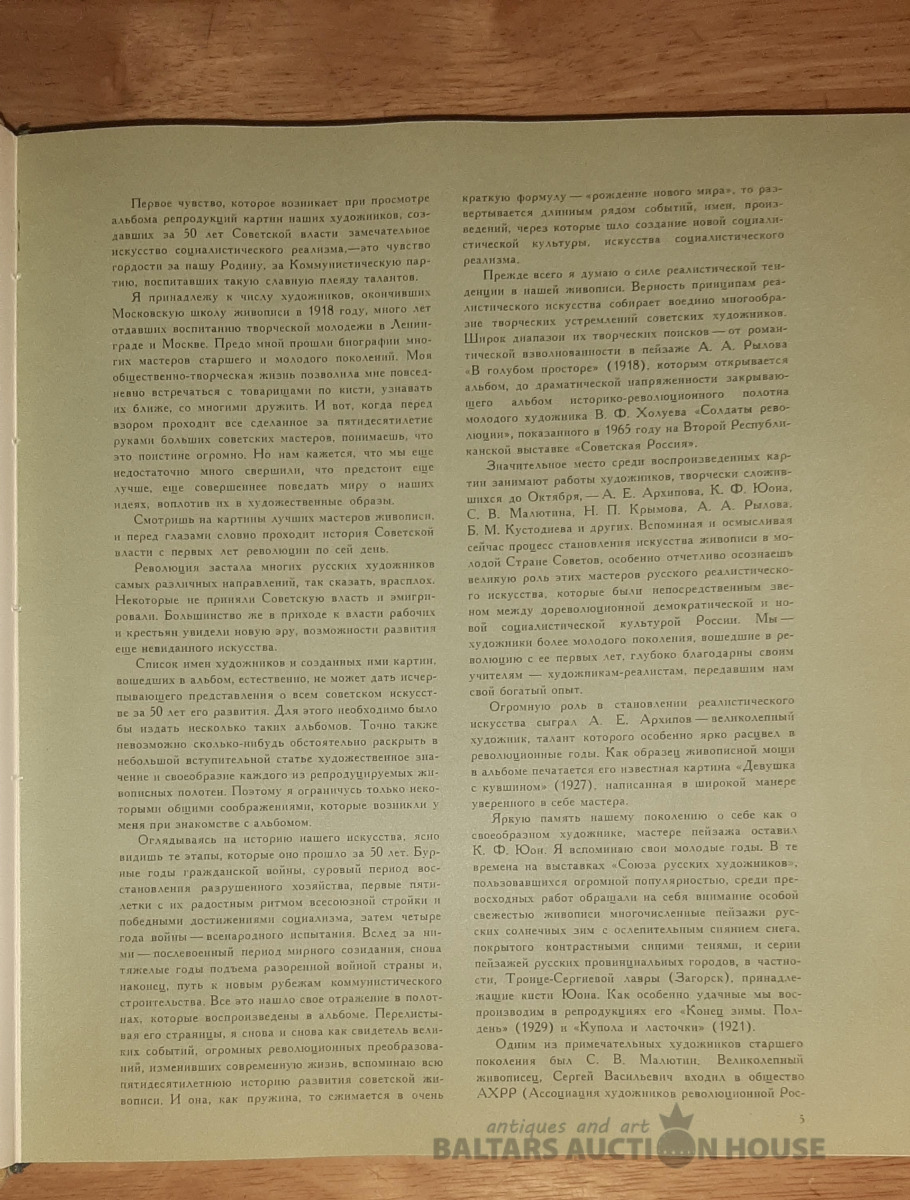 Первое чувство, которое возникает при просмотре
альбома репродукций картин наших художников, соз-
давших за 50 лет Советской власти замечательное
искусство социалистического реализма,—это чувство
гордости за нашу Родину, за Коммунистическую пар-
тию, воспитавших такую славную плеяду талантов.
Я принадлежу к числу художников, окончивших
Московскую школу живописи в 1918 году, много лет
отдавших воспитанию творческой молодежи в Ленин-
граде и Москве. Предо мной прошли биографии мно-
гих мастеров старшего и молодого поколений. Моя
общественно-творческая жизнь позволила мне повсед-
невно встречаться с товарищами по кисти, узнавать
их ближе, со многими дружить. И вот, когда перед
взором проходит все сделанное за пятидесятилетие
руками больших советских мастеров, понимаешь, что
это поистине огромно. Но нам кажется, что мы еще
недостаточно много свершили, что предстоит еще
лучше, еще совершеннее поведать миру о наших
идеях, воплотив их в художественные образы.
Смотришь на картины лучших мастеров живописи,
и перед глазами словно проходит история Советской
власти с первых лет революции по сей день.
Революция застала многих русских художников
самых различных направлений, так сказать, врасплох.
Некоторые не приняли Советскую власть и эмигри-
ровали. Большинство же в приходе к власти рабочих
и крестьян увидели новую эру, возможности развития
еще невиданного искусства.
Список имен художников и созданных ими картин,
вошедших в альбом, естественно, не может дать исчер-
пывающего представления о всем советском искусст-
ве за 50 лет его развития. Для этого необходимо было
бы издать несколько таких альбомов. Точно также
невозможно сколько-нибудь обстоятельно раскрыть в
небольшой вступительной статье художественное зна-
чение и своеобразие каждого из репродуцируемых жи-
вописных полотен. Поэтому я ограничусь только неко-
торыми общими соображениями, которые возникли у
меня при знакомстве с альбомом.
Оглядываясь на историю нашего искусства, ясно
видишь те этапы, которые оно прошло за 50 лет. Бур-
ные годы гражданской войны, суровый период вос-
становления разрушенного хозяйства, первые пяти-
летки с их радостным ритмом всесоюзной стройки и
победными достижениями социализма, затем четыре
года войны — всенародного испытания. Вслед за ни-
ми — послевоенный период мирного созидания, снова
тяжелые годы подъема разоренной войной страны и,
наконец, путь к новым рубежам коммунистического
строительства. Все это нашло свое отражение в полот-
нах, которые воспроизведены в альбоме. Перелисты-
вая его страницы, я снова и снова как свидетель вели-
ких событий, огромных революционных преобразова-
ний, изменивших современную жизнь, вспоминаю всю
пятидесятилетнюю историю развития советской жи-
вописи. И она, как пружина, то сжимается в очень
краткую формулу — «рождение нового мира», то раз-
вертывается длинным рядом событий, имен, произ-
ведений, через которые шло создание новой социали-
стической культуры, искусства социалистического
реализма.
Прежде всего я думаю о силе реалистической тен-
денции в нашей живописи. Верность принципам реа-
листического искусства собирает воедино многообра-
зие творческих устремлений советских художников.
Широк диапазон их творческих поисков — от роман-
тической взволнованности в пейзаже А. А. Рылова
«В голубом просторе» (1918), которым открывается
альбом, до драматической напряженности закрываю-
щего альбом историко-революционного полотна
молодого художника В. Ф. Холуева «Солдаты рево-
люции», показанного в 1965 году на Второй Республи-
канской выставке «Советская Россия».
Значительное место среди воспроизведенных кар-
тин занимают работы художников, творчески сложив-
шихся до Октября, — А. Е. Архипова, К. Ф. Юона,
С. В. Малютина, Н. П. Крымова, А. А. Рылова,
Б. М. Кустодиева и других. Вспоминая и осмысливая
сейчас процесс становления искусства живописи в мо-
лодой Стране Советов, особенно отчетливо осознаешь
великую роль этих мастеров русского реалистическо-
го искусства, которые были непосредственным зве-
ном между дореволюционной демократической и но-
вой социалистической культурой России. Мы —
художники более молодого поколения, вошедшие в ре-
волюцию с ее первых лет, глубоко благодарны своим
учителям — художникам-реалистам, передавшим нам
свой богатый опыт.
Огромную роль в становлении реалистического
искусства сыграл А. Е. Архипов — великолепный
художник, талант которого особенно ярко расцвел в
революционные годы. Как образец живописной мощи
в альбоме печатается его известная картина «Девушка
с кувшином» (1927), написанная в широкой манере
уверенного в себе мастера.
Яркую память нашему поколению о себе как о
своеобразном художнике, мастере пейзажа оставил
К. Ф. Юон. Я вспоминаю свои молодые годы. В те
времена на выставках «Союза русских художников»,
пользовавшихся огромной популярностью, среди пре-
восходных работ обращали на себя внимание особой
свежестью живописи многочисленные пейзажи рус-
ских солнечных зим с ослепительным сиянием снега,
покрытого контрастными синими тенями, и серии
пейзажей русских провинциальных городов, в частно-
сти, Троице-Сергиевой лавры (Загорск), принадле-
жащие кисти Юона. Как особенно удачные мы вос-
производим в репродукциях его «Конец зимы. Пол-
день» (1929) и «Купола и ласточки» (1921).
Одним из примечательных художников старшего
поколения был С. В. Малютин. Великолепный
живописец, Сергей Васильевич входил в общество
АХРР (Ассоциация художников революционной Рос-
5
antiques and art
BALTARS AUCTION HOUSE